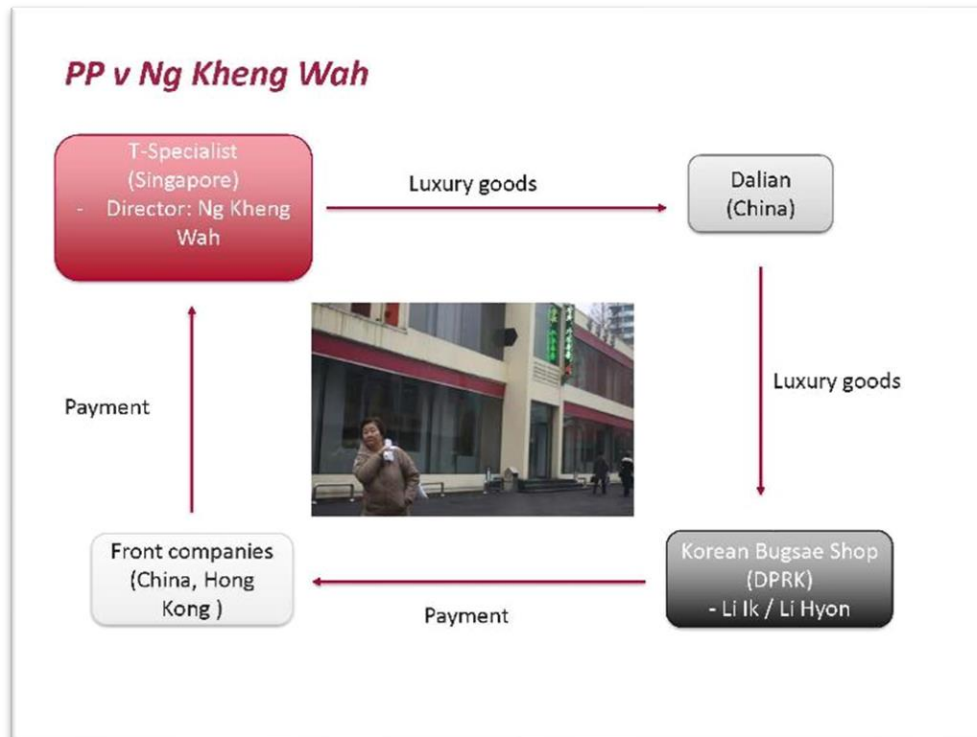 PP v Ng Kheng Wah
T-Specialist
(Singapore)
- Director: Ng Kheng
Wah
Luxury goods
Dalian
(China)
Luxury goods
Payment
Front companies
(China, Hong
Kong )
Payment
Korean Bugsae Shop
(DPRK)
- Li Ik / Li Hyon